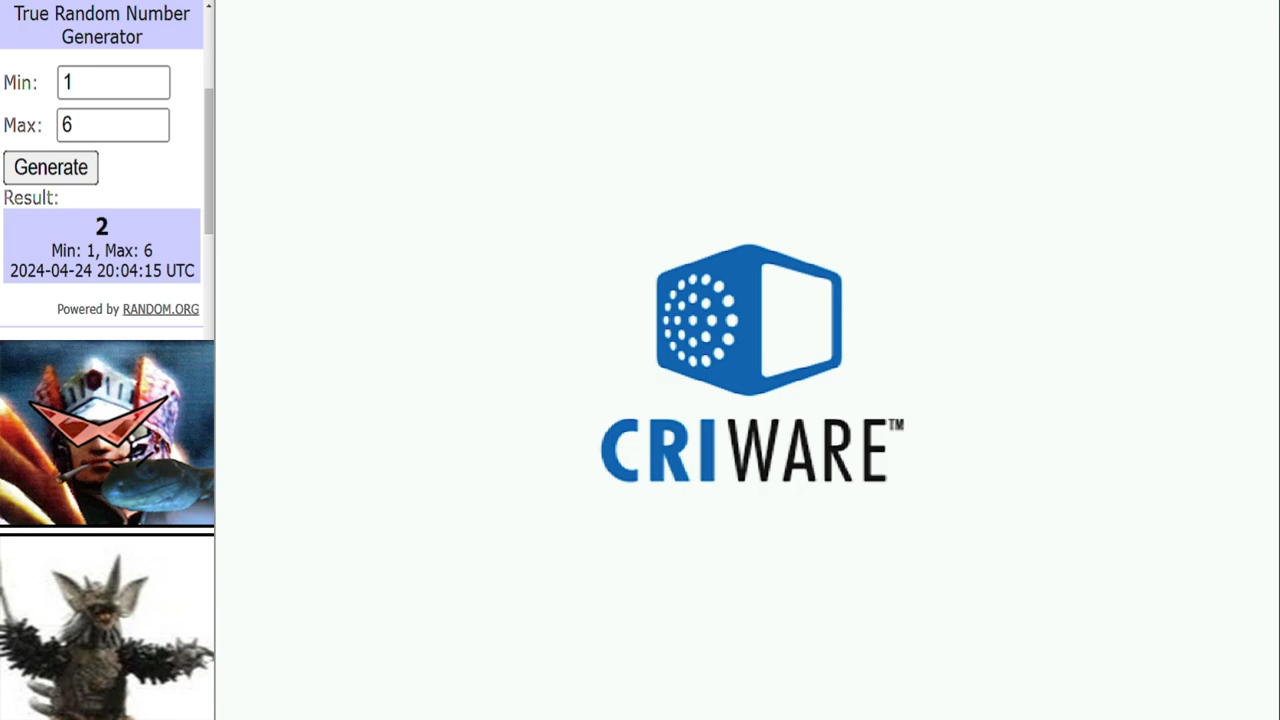 True Random Number
Generator
Min: 1
Max: 6
Generate
Result:
2
Min: 1, Max: 6
2024-04-24 20:04:15 UTC
Powered by RANDOM.ORG
CRIWARE™